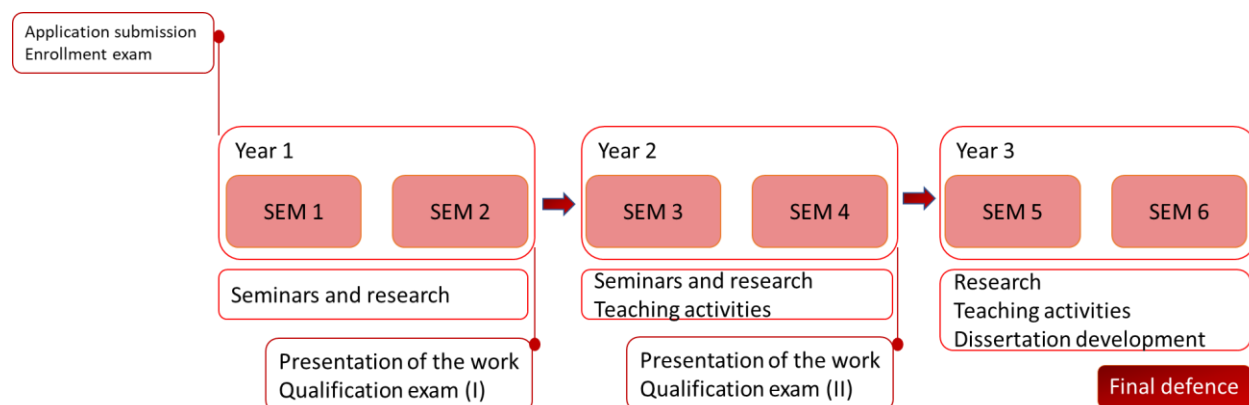 Application submission
Enrollment exam
Year 1
SEM 1
SEM 2
Seminars and research
Presentation of the work
Qualification exam (I)
Year 2
SEM 3
SEM 4
Seminars and research
Teaching activities
Presentation of the work
Qualification exam (II)
Year 3
SEM 5
SEM 6
Research
Teaching activities
Dissertation development
Final defence